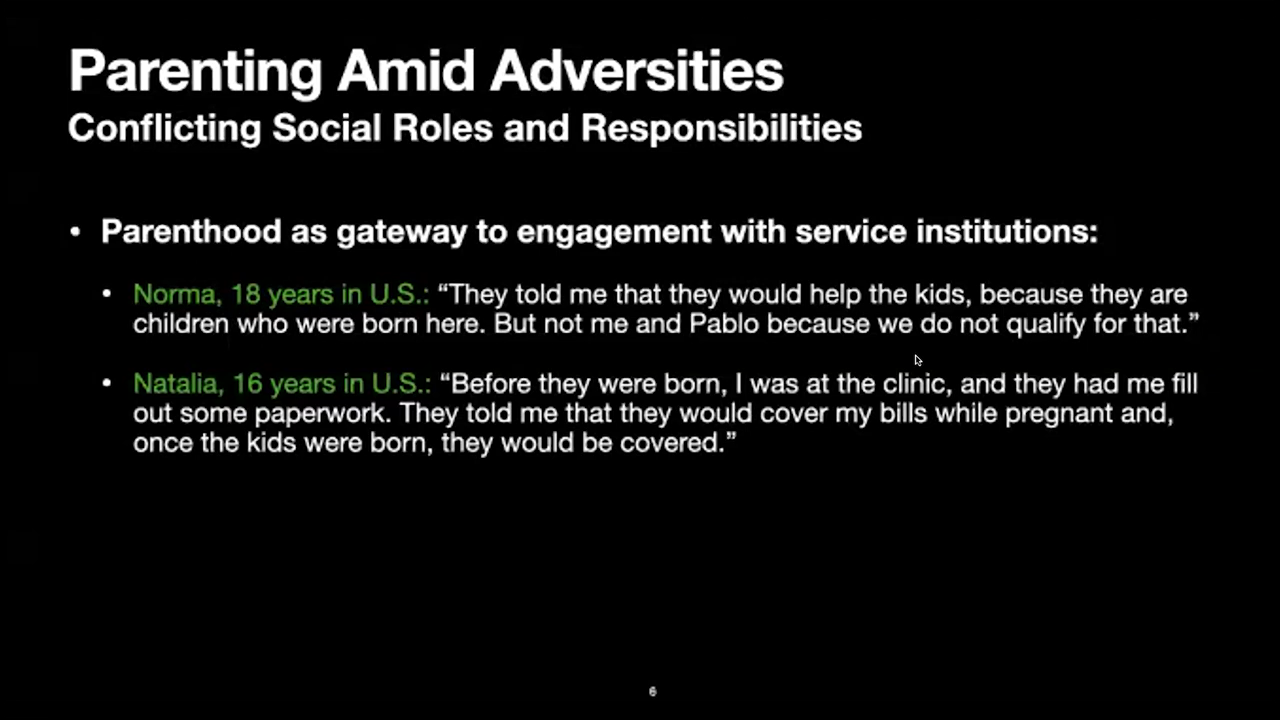 Parenting Amid Adversities
Conflicting Social Roles and Responsibilities
• Parenthood as gateway to engagement with service institutions:
• Norma, 18 years in U.S.: “They told me that they would help the kids, because they are
children who were born here. But not me and Pablo because we do not qualify for that.”
• Natalia, 16 years in U.S.: “Before they were born, I was at the clinic, and they had me fill
out some paperwork. They told me that they would cover my bills while pregnant and,
once the kids were born, they would be covered.”
6